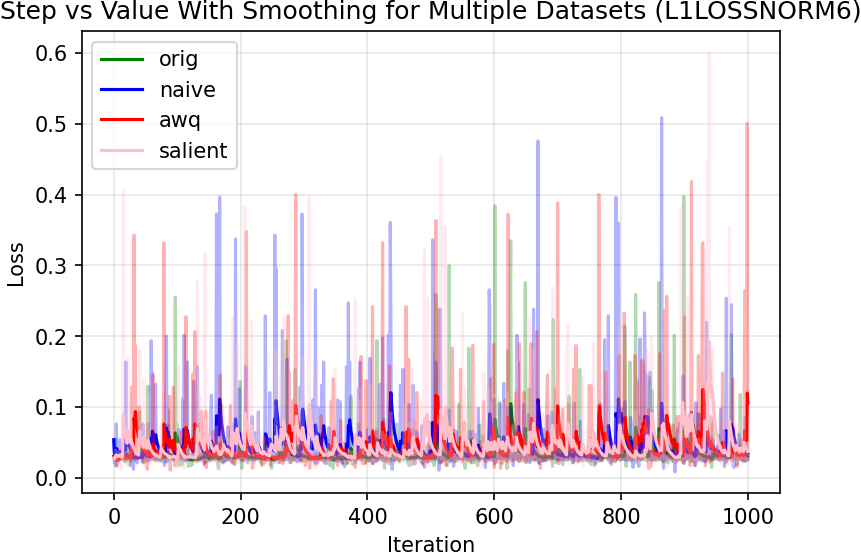 Step vs Value With Smoothing for Multiple Datasets (L1LOSSNORM6)
orig
naive
awq
salient
0.6
0.5
0.4
0.3
0.2
0.1
0.0
Loss
0 200 400 600 800 1000
Iteration